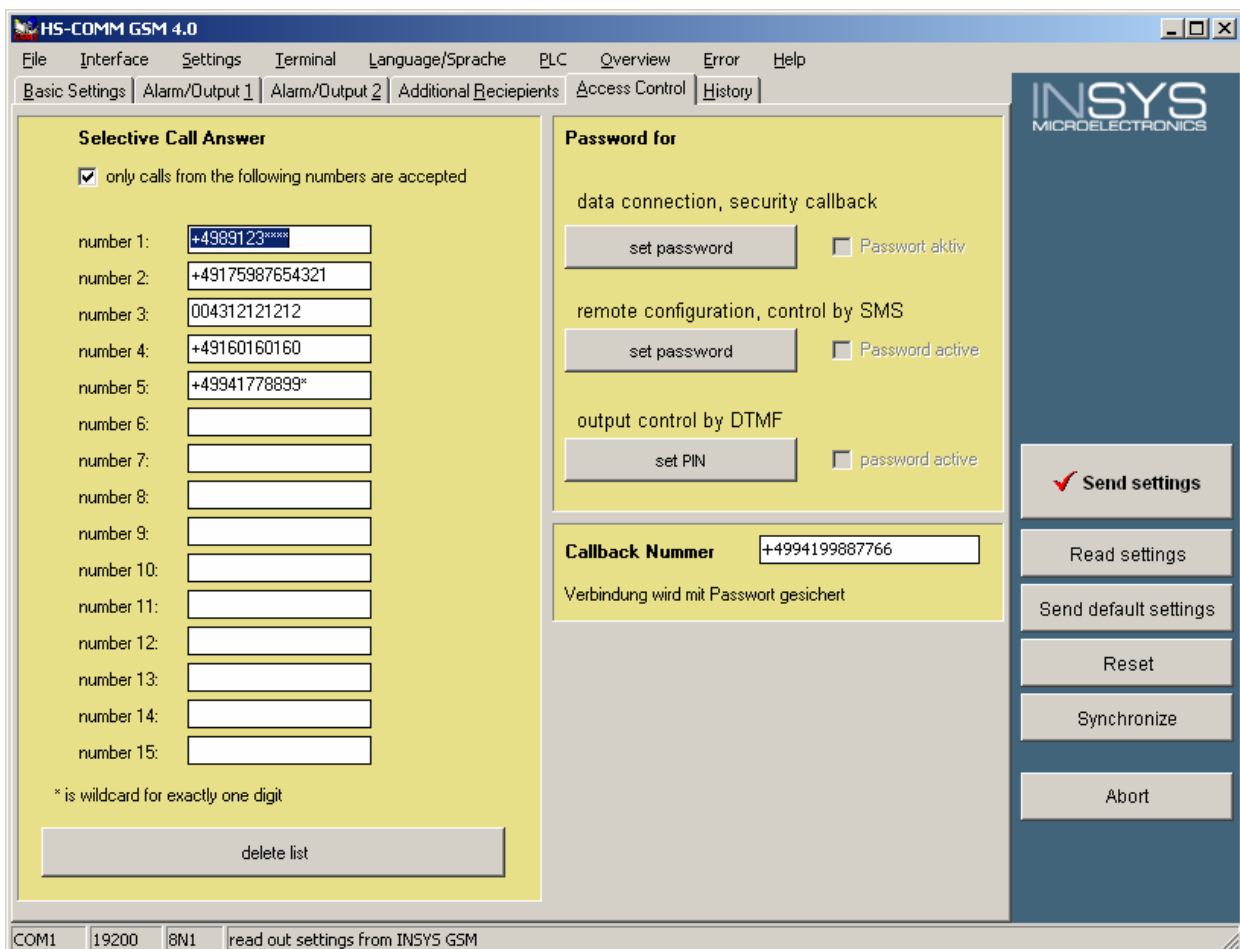 HS-COMM GSM 4.0
File Interface Settings Terminal Language/Sprache PLC Overview Error Help
Basic Settings Alarm/Output 1 Alarm/Output 2 Additional Reciepients Access Control History
INSYS
MICROELECTRONICS
Selective Call Answer
only calls from the following numbers are accepted
number 1: +4989123****
number 2: +49175987654321
number 3: 004312121212
number 4: +49160160160
number 5: +49941778899*
number 6:
number 7:
number 8:
number 9:
number 10:
number 11:
number 12:
number 13:
number 14:
number 15:
* is wildcard for exactly one digit
delete list
Password for
data connection, security callback
set password Passwort aktiv
remote configuration, control by SMS
set password Password active
output control by DTMF
set PIN password active
Callback Nummer +4994199887766
Verbindung wird mit Passwort gesichert
Send settings
Read settings
Send default settings
Reset
Synchronize
Abort
COM1 19200 8N1 read out settings from INSYS GSM